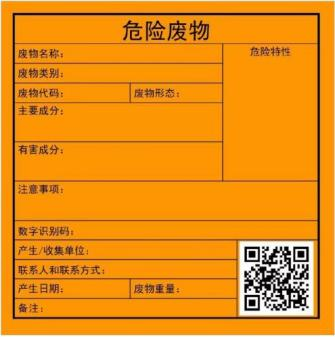 危险废物
废物名称：
危险特性
废物类别：
废物代码：
废物形态：
主要成分：
有害成分：
注意事项：
数字识别码：
产生/收集单位：
联系人和联系方式：
产生日期：
废物重量：
备注：